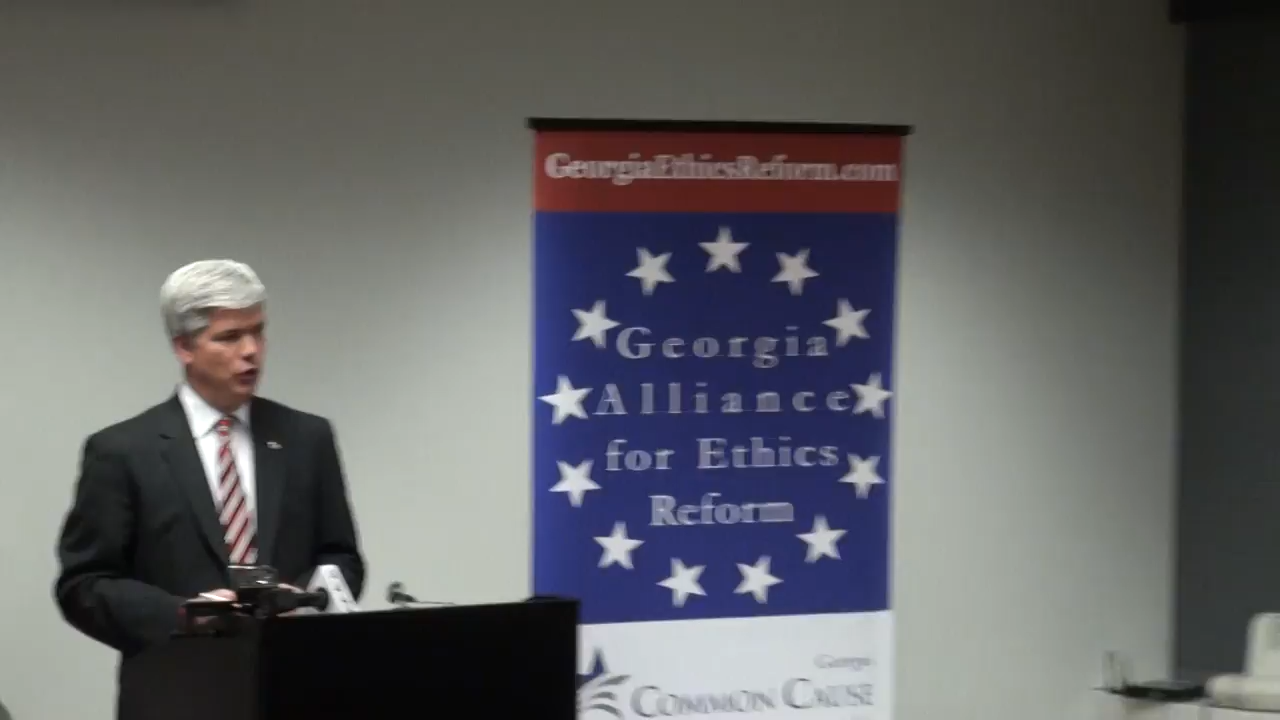 GeorgiaEthicsReform.com
Georgia
Alliance
for Ethics
Reform
Georgia
COMMON CAUSE